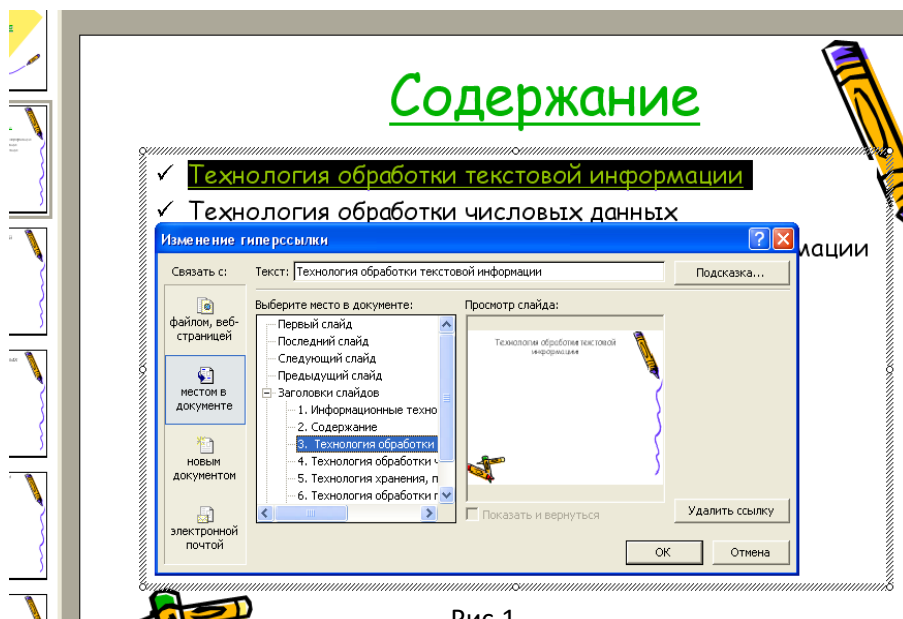 Содержание
✓ Технология обработки текстовой информации
✓ Технология обработки числовых данных
мации
Изменение гиперссылки
Связать с:
Текст: Технология обработки текстовой информации
Подсказка...
файлом, веб-
страницей
местом в
документе
новым
документом
электронной
почтой
Выберите место в документе:
Первый слайд
Последний слайд
Следующий слайд
Предыдущий слайд
Заголовки слайдов
1. Информационные техно
2. Содержание
3. Технология обработки
4. Технология обработки ч
5. Технология хранения, п
6. Технология обработки г
Просмотр слайда:
Технология обработки текстовой
информации
Показать и вернуться
Удалить ссылку
ОК
Отмена
Рис 1